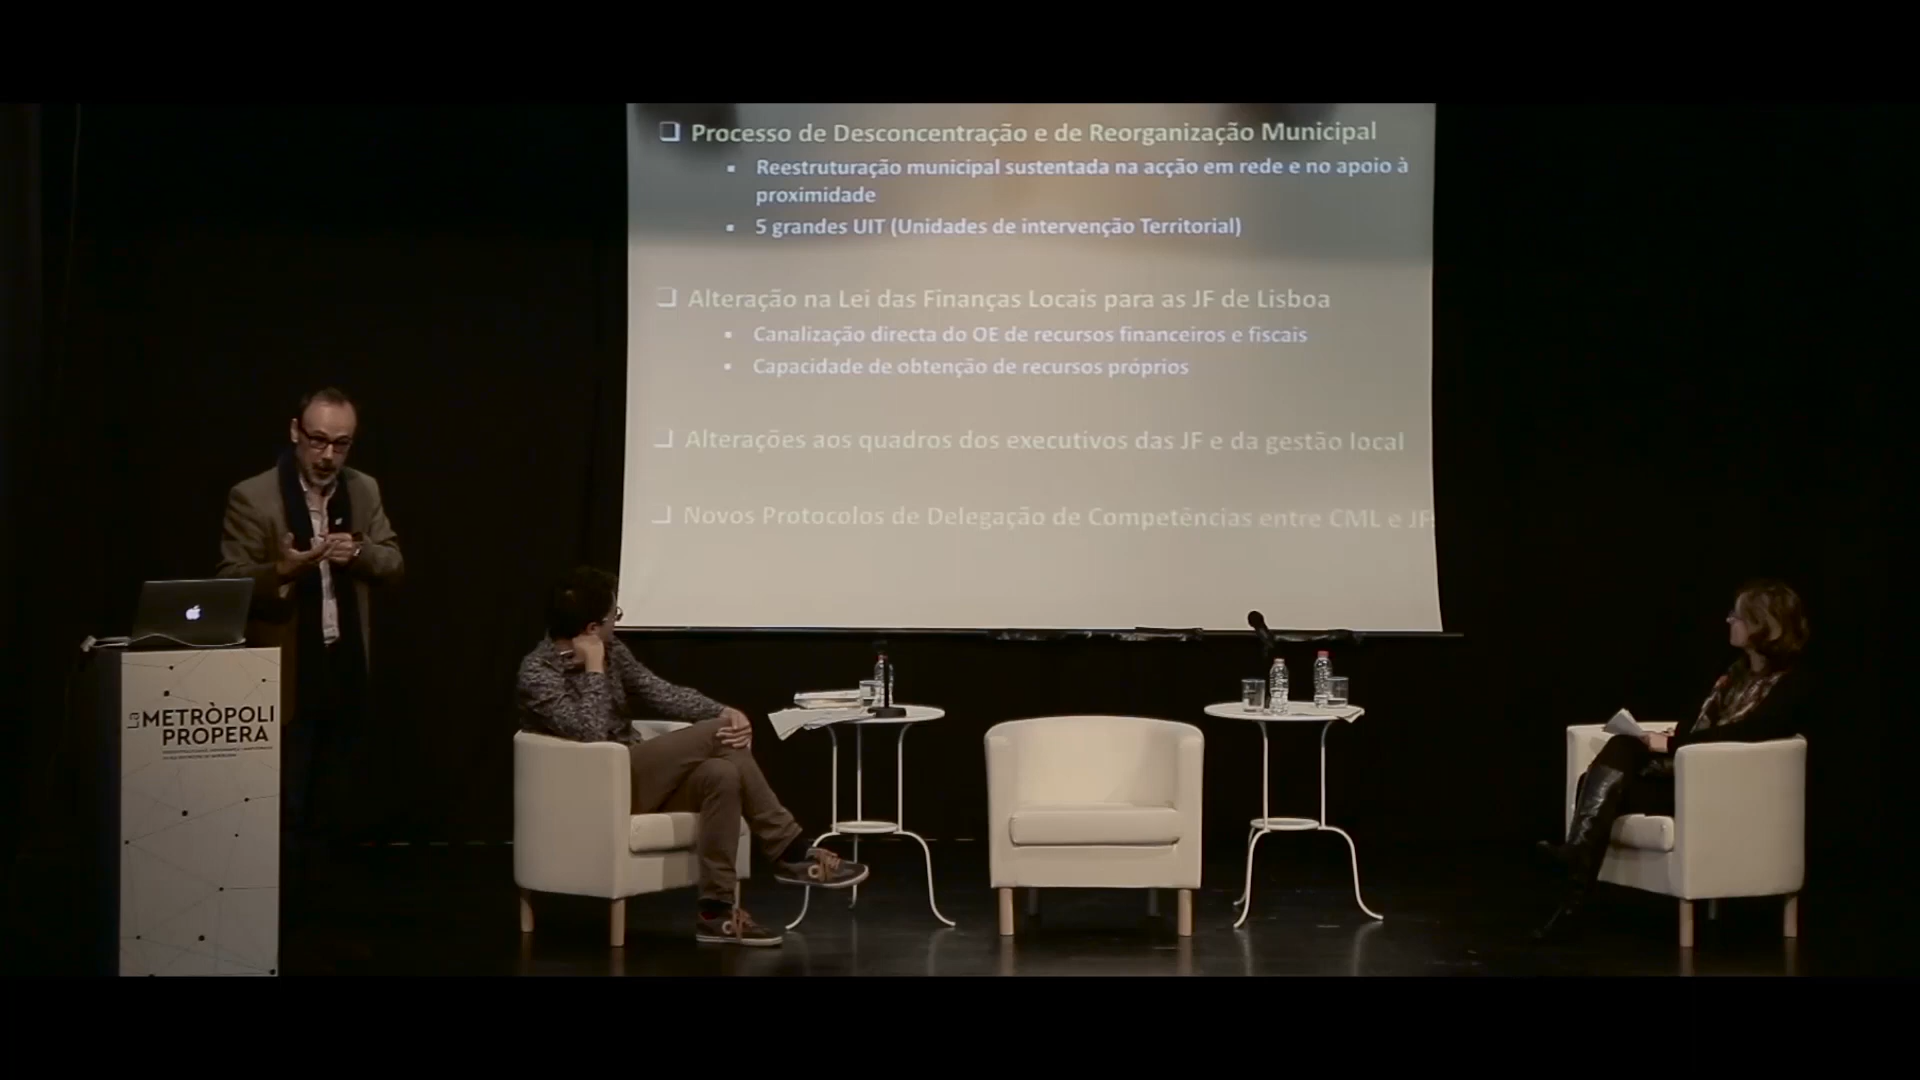 ❑ Processo de Desconcentração e de Reorganização Municipal
▪ Reestruturação municipal sustentada na acção em rede e no apoio à
proximidade
▪ 5 grandes UIT (Unidades de intervenção Territorial)
❑ Alteração na Lei das Finanças Locais para as JF de Lisboa
▪ Canalização directa do OE de recursos financeiros e fiscais
▪ Capacidade de obtenção de recursos próprios
❑ Alterações aos quadros dos executivos das JF e da gestão local
❑ Novos Protocolos de Delegação de Competências entre CML e JF
La METRÒPOLI
PROPERA